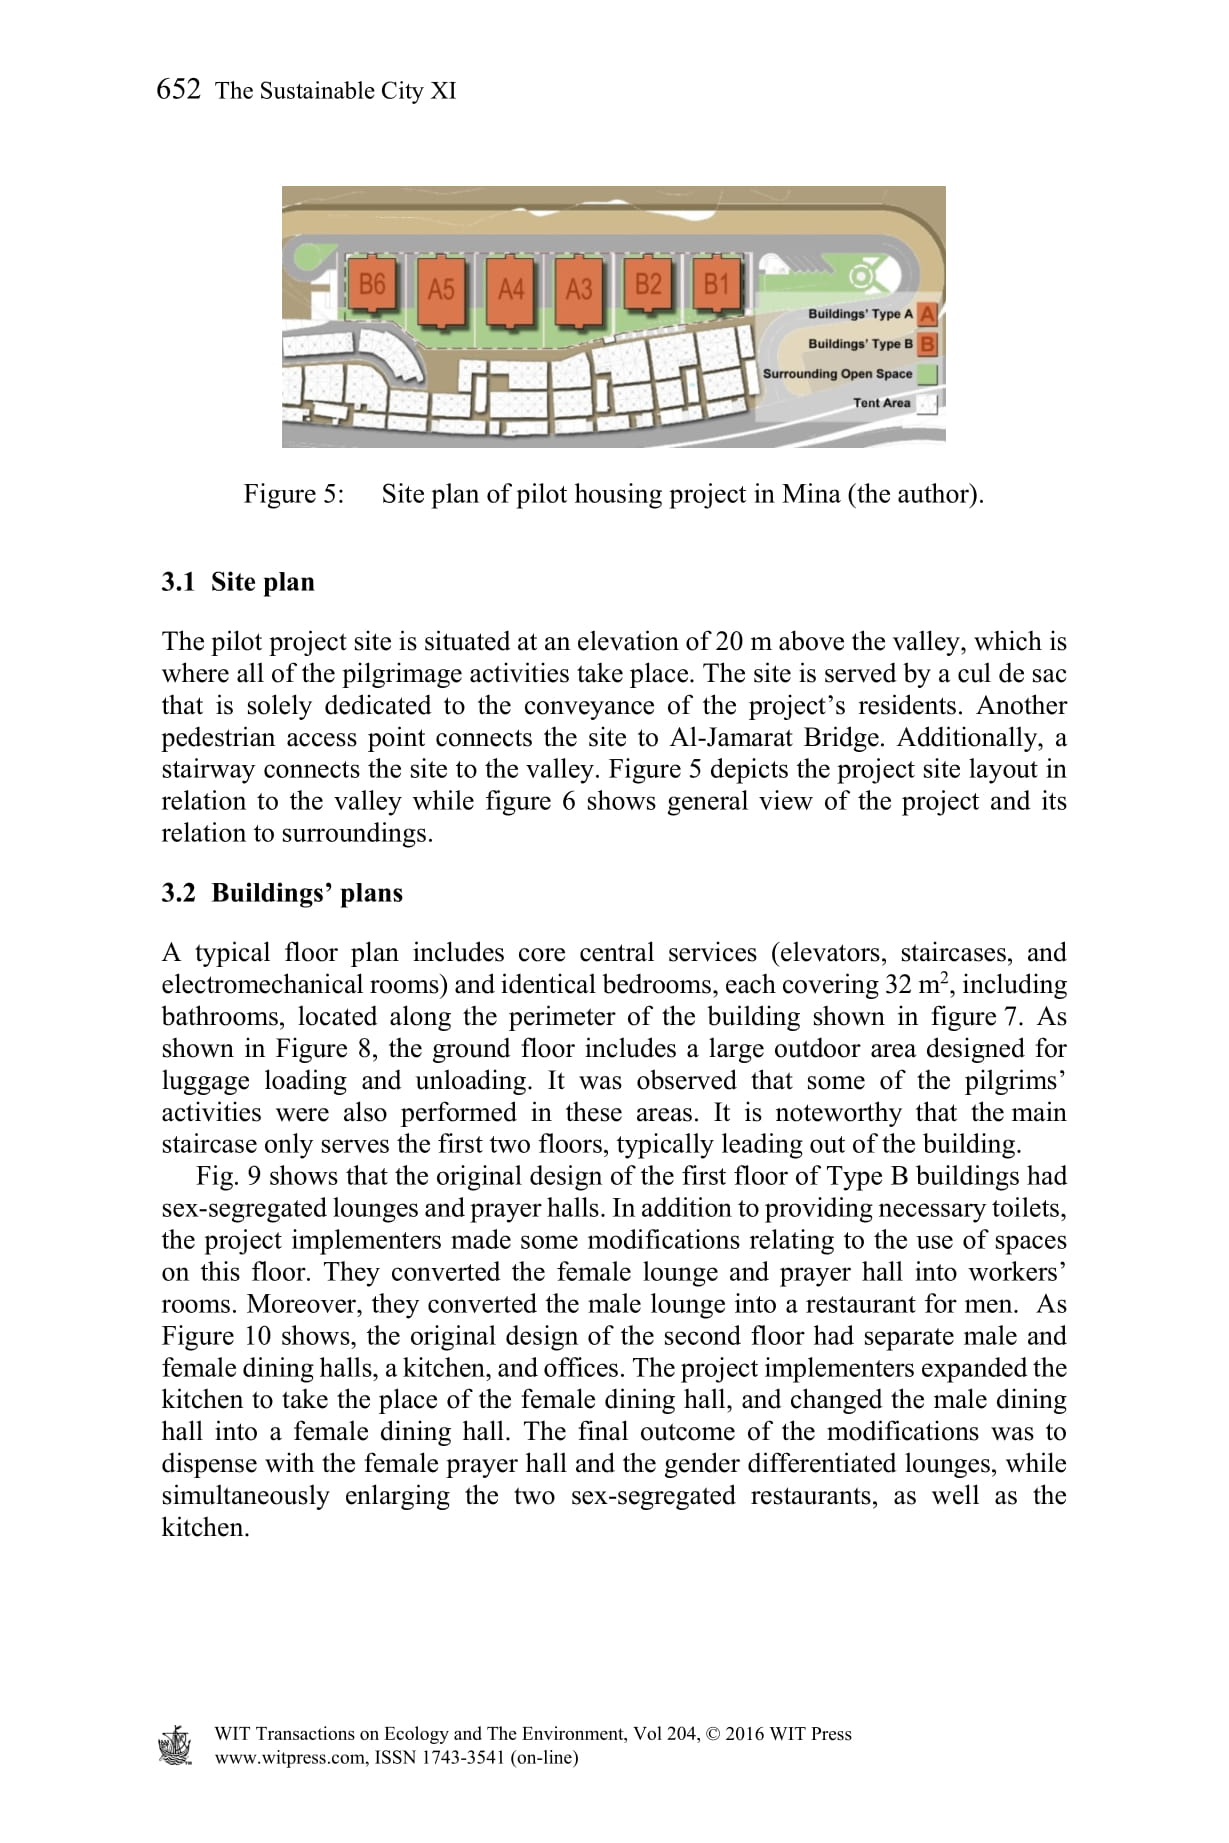 652 The Sustainable City XI
B6 A5 A4 A3 B2 B1
Buildings' Type A A
Buildings' Type B B
Surrounding Open Space
Tent Area
Figure 5: Site plan of pilot housing project in Mina (the author).
3.1 Site plan
The pilot project site is situated at an elevation of 20 m above the valley, which is
where all of the pilgrimage activities take place. The site is served by a cul de sac
that is solely dedicated to the conveyance of the project’s residents. Another
pedestrian access point connects the site to Al-Jamarat Bridge. Additionally, a
stairway connects the site to the valley. Figure 5 depicts the project site layout in
relation to the valley while figure 6 shows general view of the project and its
relation to surroundings.
3.2 Buildings’ plans
A typical floor plan includes core central services (elevators, staircases, and
electromechanical rooms) and identical bedrooms, each covering 32 m², including
bathrooms, located along the perimeter of the building shown in figure 7. As
shown in Figure 8, the ground floor includes a large outdoor area designed for
luggage loading and unloading. It was observed that some of the pilgrims’
activities were also performed in these areas. It is noteworthy that the main
staircase only serves the first two floors, typically leading out of the building.
Fig. 9 shows that the original design of the first floor of Type B buildings had
sex-segregated lounges and prayer halls. In addition to providing necessary toilets,
the project implementers made some modifications relating to the use of spaces
on this floor. They converted the female lounge and prayer hall into workers’
rooms. Moreover, they converted the male lounge into a restaurant for men. As
Figure 10 shows, the original design of the second floor had separate male and
female dining halls, a kitchen, and offices. The project implementers expanded the
kitchen to take the place of the female dining hall, and changed the male dining
hall into a female dining hall. The final outcome of the modifications was to
dispense with the female prayer hall and the gender differentiated lounges, while
simultaneously enlarging the two sex-segregated restaurants, as well as the
kitchen.
WIT Transactions on Ecology and The Environment, Vol 204, © 2016 WIT Press
www.witpress.com, ISSN 1743-3541 (on-line)